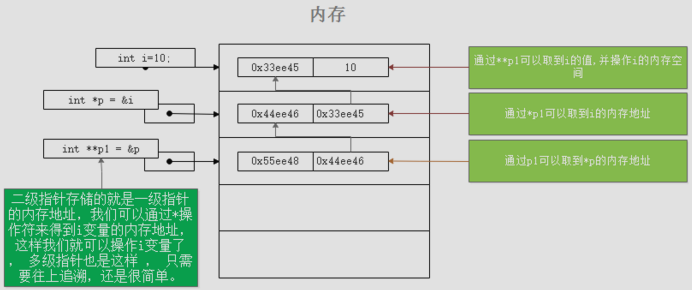 内存
int i=10;
0x33ee45
10
通过**p1可以取到i的值,并操作i的内存空
间
int *p = &i
0x44ee46
0x33ee45
通过*p1可以取到i的内存地址
int **p1 = &p
0x55ee48
0x44ee46
通过p1可以取到*p的内存地址
二级指针存储的就是一级指针
的内存地址，我们可以通过*操
作符来得到i变量的内存地址，
这样我们就可以操作i变量了
，多级指针也是这样 ， 只需
要往上追溯，还是很简单。